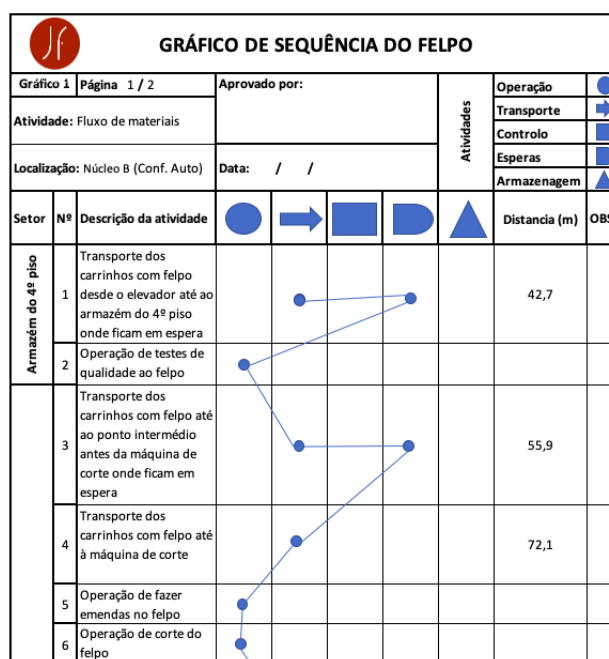 Jf
GRÁFICO DE SEQUÊNCIA DO FELPO
Gráfico 1 Página 1 / 2
Aprovado por:
Atividade: Fluxo de materiais
Localização: Núcleo B (Conf. Auto)
Data: / /
Atividades
Operação
Transporte
Controlo
Esperas
Armazenagem
Setor Nº Descrição da atividade Distancia (m) OBS
Armazém do 4º piso
1
Transporte dos
carrinhos com felpo
desde o elevador até ao
armazém do 4º piso
onde ficam em espera
42,7
2
Operação de testes de
qualidade ao felpo
3
Transporte dos
carrinhos com felpo até
ao ponto intermédio
antes da máquina de
corte onde ficam em
espera
55,9
4
Transporte dos
carrinhos com felpo até
à máquina de corte
72,1
5
Operação de fazer
emendas no felpo
6
Operação de corte do
felpo